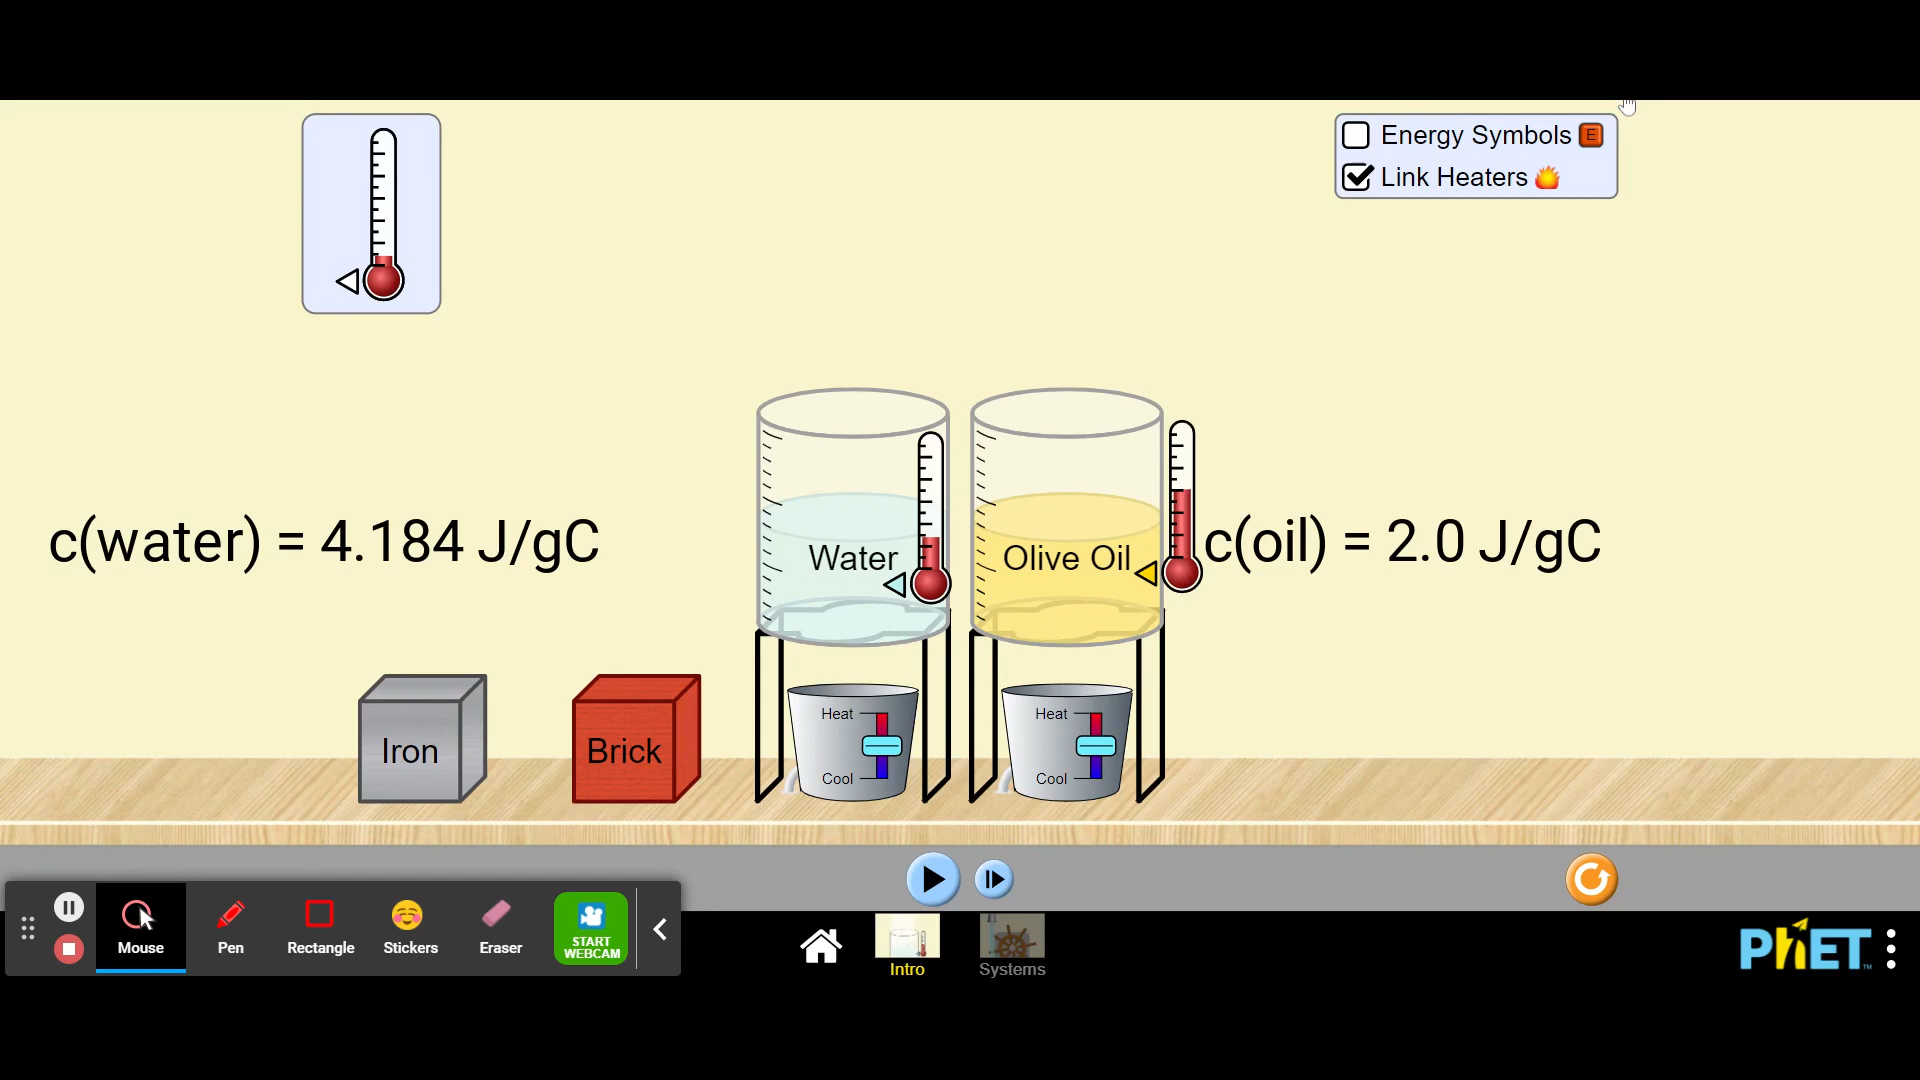 Energy Symbols E
Link Heaters
c(water) = 4.184 J/gC
Water
Olive Oil
c(oil) = 2.0 J/gC
Iron
Brick
Heat
Cool
Heat
Cool
Mouse
Pen
Rectangle
Stickers
Eraser
START
WEBCAM
Intro
Systems
PhET™